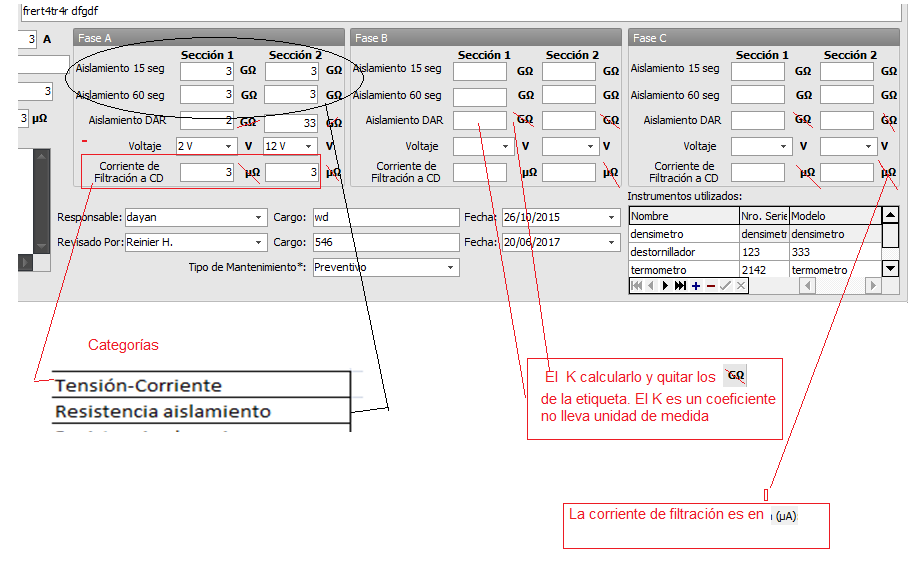 frert4tr4r dfgdf
3 A
3
3 µΩ
Fase A
Sección 1 Sección 2
Aislamiento 15 seg 3 GΩ 3 GΩ
Aislamiento 60 seg 3 GΩ 3 GΩ
Aislamiento DAR 2 GΩ 33 GΩ
Voltaje 2 V V 12 V V
Corriente de
Filtración a CD 3 µΩ 3 µΩ
Fase B
Sección 1 Sección 2
Aislamiento 15 seg GΩ GΩ
Aislamiento 60 seg GΩ GΩ
Aislamiento DAR GΩ GΩ
Voltaje V V
Corriente de
Filtración a CD µΩ µΩ
Fase C
Sección 1 Sección 2
Aislamiento 15 seg GΩ GΩ
Aislamiento 60 seg GΩ GΩ
Aislamiento DAR GΩ GΩ
Voltaje V V
Corriente de
Filtración a CD µΩ µΩ
Responsable: dayan Cargo: wd Fecha: 26/10/2015
Revisado Por: Reinier H. Cargo: 546 Fecha: 20/06/2017
Tipo de Mantenimiento*: Preventivo
Instrumentos utilizados:
Nombre Nro. Serie Modelo
densimetro densimetr densimetro
destornillador 123 333
termometro 2142 termometro
Categorías
Tensión-Corriente
Resistencia aislamiento
El K calcularlo y quitar los GΩ
de la etiqueta. El K es un coeficiente
no lleva unidad de medida
La corriente de filtración es en (µA)